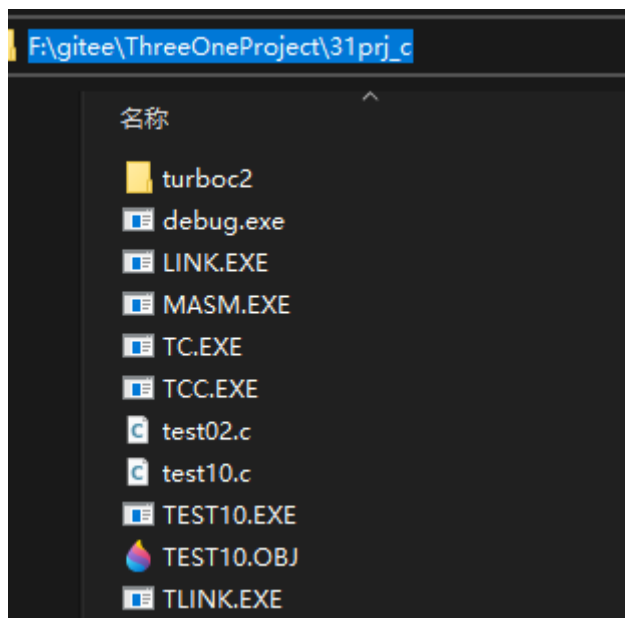 F:\gitee\ThreeOneProject\31prj_c
名称
turboc2
debug.exe
LINK.EXE
MASM.EXE
TC.EXE
TCC.EXE
test02.c
test10.c
TEST10.EXE
TEST10.OBJ
TLINK.EXE